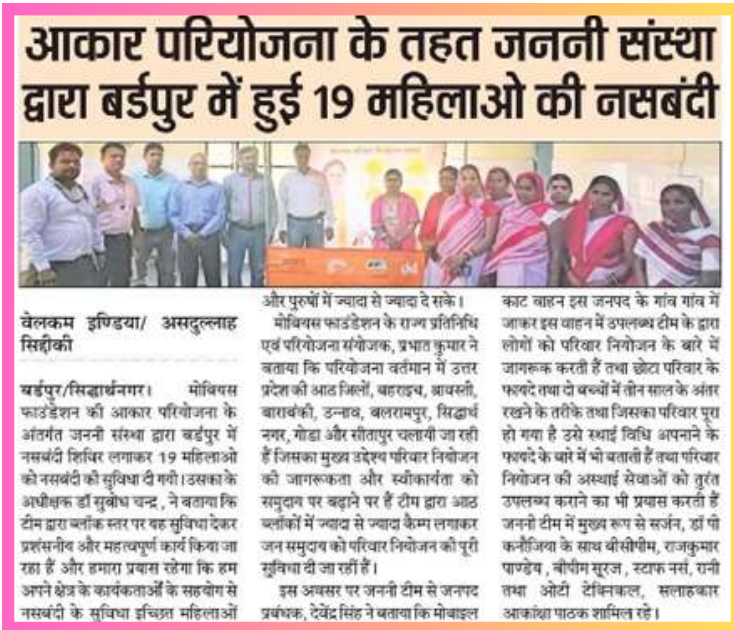 आकार परियोजना के तहत जननी संस्था
द्वारा बर्डपुर में हुई 19 महिलाओ की नसबंदी
वेलकम इण्डिया/ असदुल्लाह
सिद्दीकी
बर्डपुर/सिद्धार्थनगर। मोबियस
फाउंडेशन की आकार परियोजना के
अंतर्गत जननी संस्था द्वारा बर्डपुर में
नसबंदी शिविर लगाकर 19 महिलाओ
को नसबंदी की सुविधा दी गयी।उसका के
अधीक्षक डॉ सुबोध चन्द्र , ने बताया कि
टीम द्वारा ब्लॉक स्तर पर यह सुविधा देकर
प्रशंसनीय और महत्वपूर्ण कार्य किया जा
रहा हैं और हमारा प्रयास रहेगा कि हम
अपने क्षेत्र के कार्यकर्ताओं के सहयोग से
नसबंदी के सुविधा इच्छित महिलाओं
और पुरुषों में ज्यादा से ज्यादा दे सके।
मोबियस फाउंडेशन के राज्य प्रतिनिधि
एवं परियोजना संयोजक, प्रभात कुमार ने
बताया कि परियोजना वर्तमान में उत्तर
प्रदेश की आठ जिलों, बहराइच, श्रावस्ती,
बाराबंकी, उन्नाव, बलरामपुर, सिद्धार्थ
नगर, गोंडा और सीतापुर चलायी जा रही
हैं जिसका मुख्य उद्देश्य परिवार नियोजन
की जागरूकता और स्वीकार्यता को
समुदाय पर बढ़ाने पर हैं टीम द्वारा आठ
ब्लॉकों में ज्यादा से ज्यादा कैम्प लगाकर
जन समुदाय को परिवार नियोजन की पूरी
सुविधा दी जा रहीं हैं।
इस अवसर पर जननी टीम से जनपद
प्रबंधक, देवेंद्र सिंह ने बताया कि मोबाइल
काट वाहन इस जनपद के गांव गांव में
जाकर इस वाहन में उपलब्ध टीम के द्वारा
लोगों को परिवार नियोजन के बारे में
जागरूक करती हैं तथा छोटा परिवार के
फायदे तथा दो बच्चों में तीन साल के अंतर
रखने के तरीके तथा जिसका परिवार पूरा
हो गया है उसे स्थाई विधि अपनाने के
फायदे के बारे में भी बताती हैं तथा परिवार
नियोजन की अस्थाई सेवाओं को तुरंत
उपलब्ध कराने का भी प्रयास करती हैं
जननी टीम में मुख्य रूप से सर्जन, डॉ पी
कनौजिया के साथ बीसीपीम, राजकुमार
पाण्डेय , बीपीम सूरज , स्टाफ नर्स, रानी
तथा ओटी टेक्निकल, सलाहकार
आकांक्षा पाठक शामिल रहे।